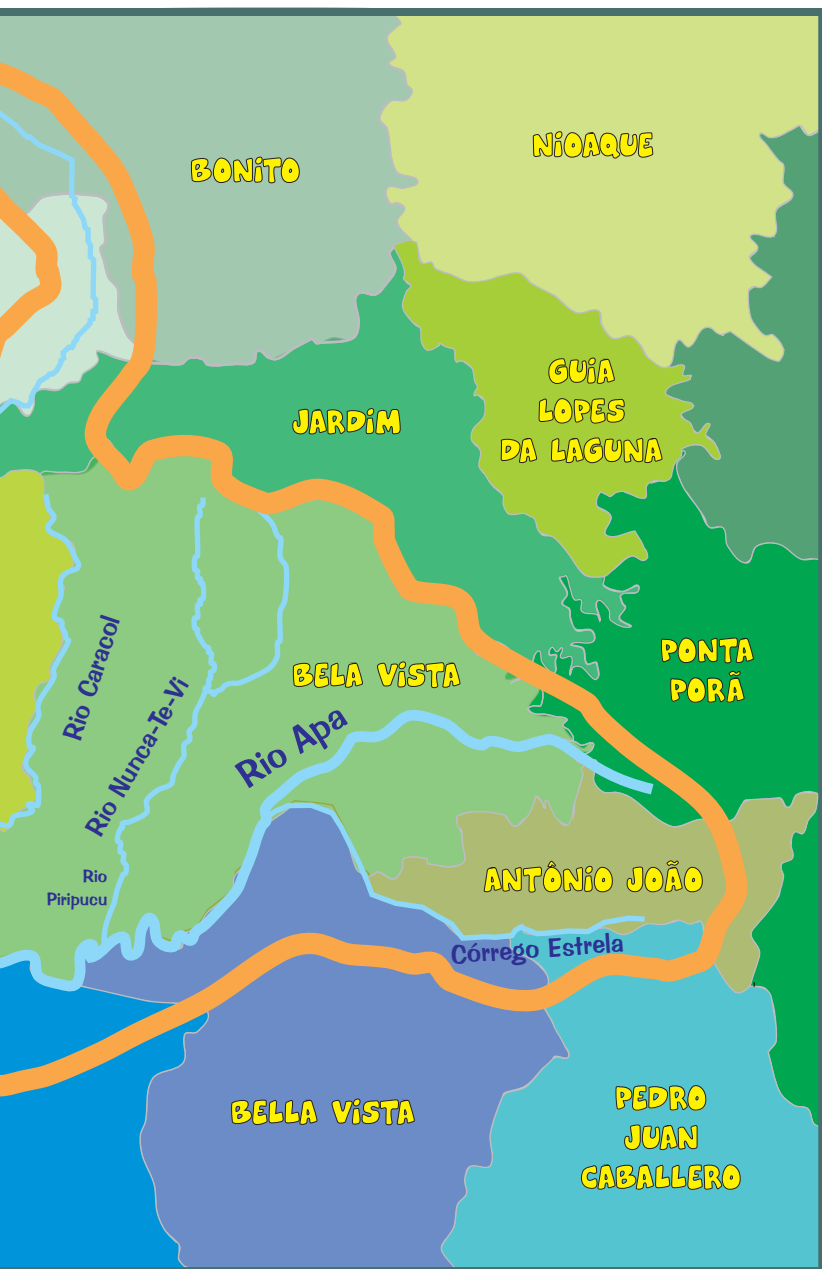 BONiTO
NiOAQUE
GUiA
LOPES
DA LAGUNA
JARDiM
PONTA
PORÃ
BELA ViSTA
Rio Caracol
Rio Nunca-Te-Vi
Rio Apa
Rio
Piripucu
ANTÔNiO JOÃO
Córrego Estrela
BELLA ViSTA
PEDRO
JUAN
CABALLERO